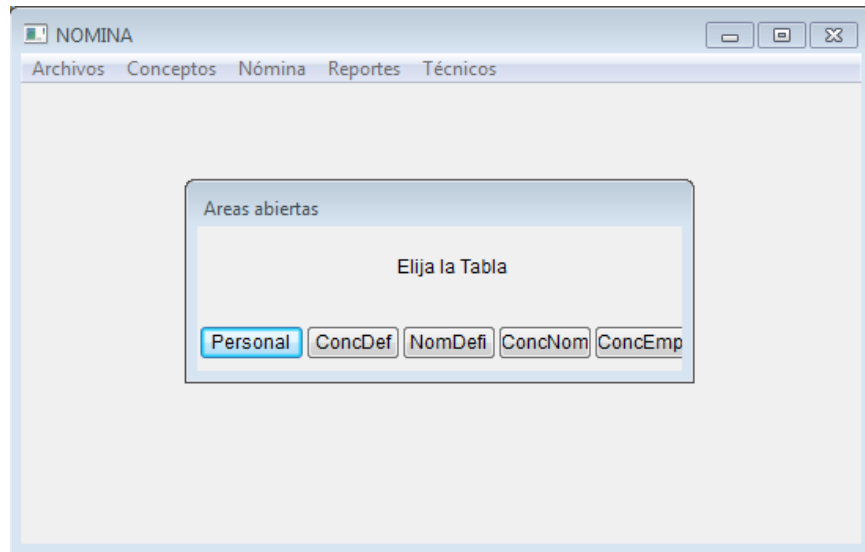 NOMINA
Archivos Conceptos Nómina Reportes Técnicos
Areas abiertas
Elija la Tabla
Personal ConcDef NomDefi ConcNom ConcEmp